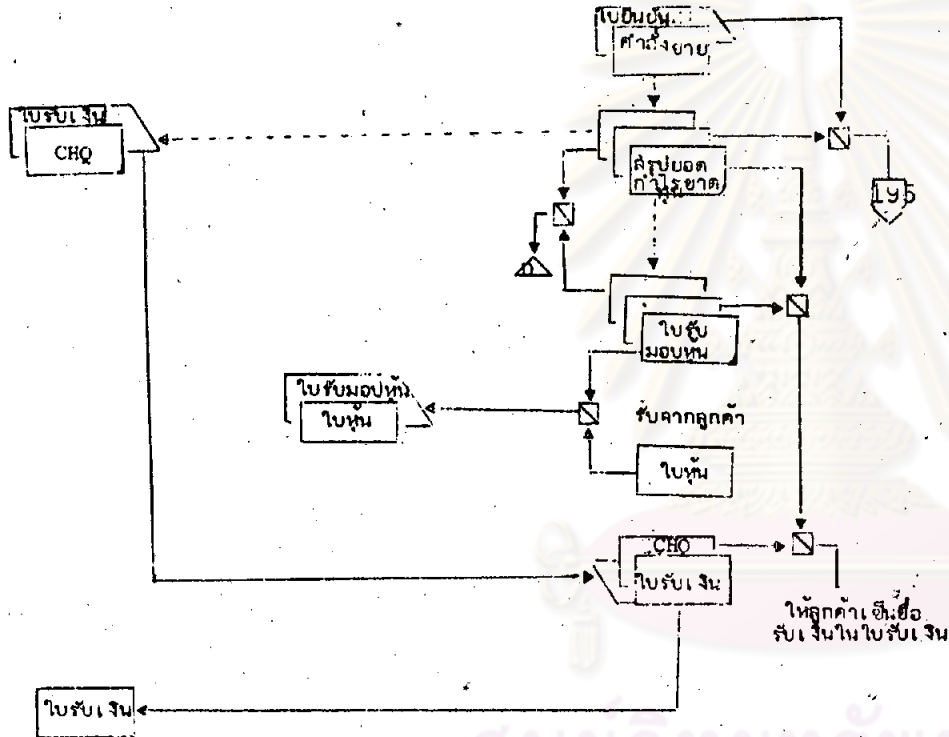 ใบยืนยัน
คำสั่งขาย
ใบรับเงิน
CHQ
สรุปยอด
กำไรขาด
ทุน
195
ใบรับ
มอบหุ้น
ใบรับมอบหุ้น
ใบหุ้น
รับจากลูกค้า
ใบหุ้น
CHQ
ใบรับเงิน
ให้ลูกค้าเซ็นชื่อ
รับเงินในใบรับเงิน
ใบรับเงิน